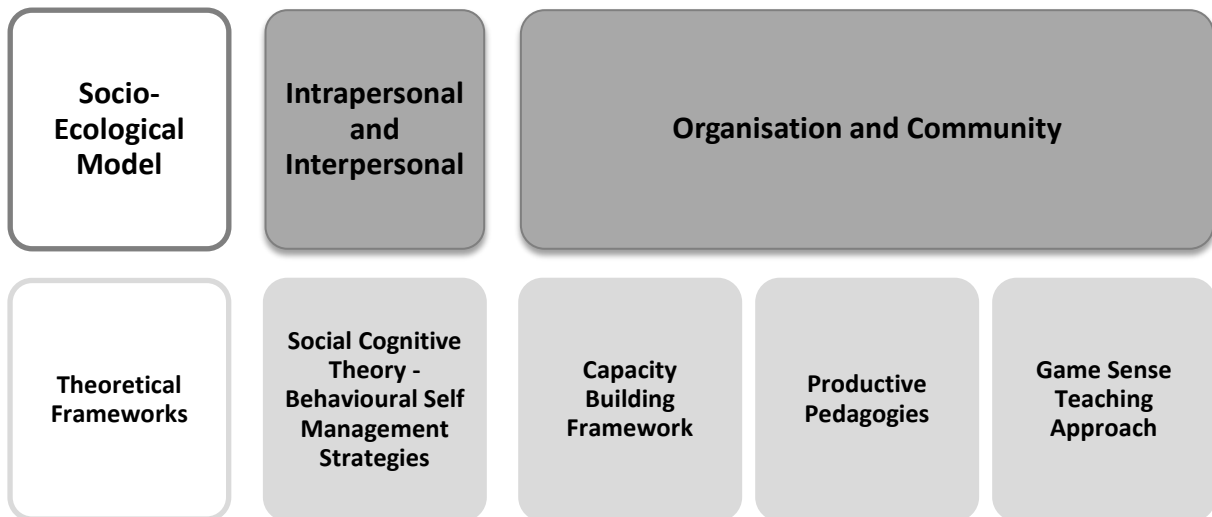 Socio-
Ecological
Model
Intrapersonal
and
Interpersonal
Organisation and Community
Theoretical
Frameworks
Social Cognitive
Theory -
Behavioural Self
Management
Strategies
Capacity
Building
Framework
Productive
Pedagogies
Game Sense
Teaching
Approach